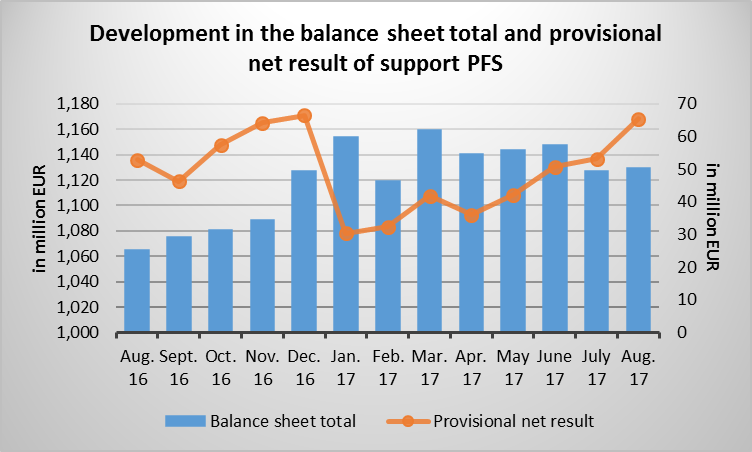 Development in the balance sheet total and provisional
net result of support PFS
in million EUR
1,180
1,160
1,140
1,120
1,100
1,080
1,060
1,040
1,020
1,000
70
60
50
40
30
20
10
0
in million EUR
Aug. Sept. Oct. Nov. Dec. Jan. Feb. Mar. Apr. May June July Aug.
16 16 16 16 16 17 17 17 17 17 17 17 17
Balance sheet total Provisional net result